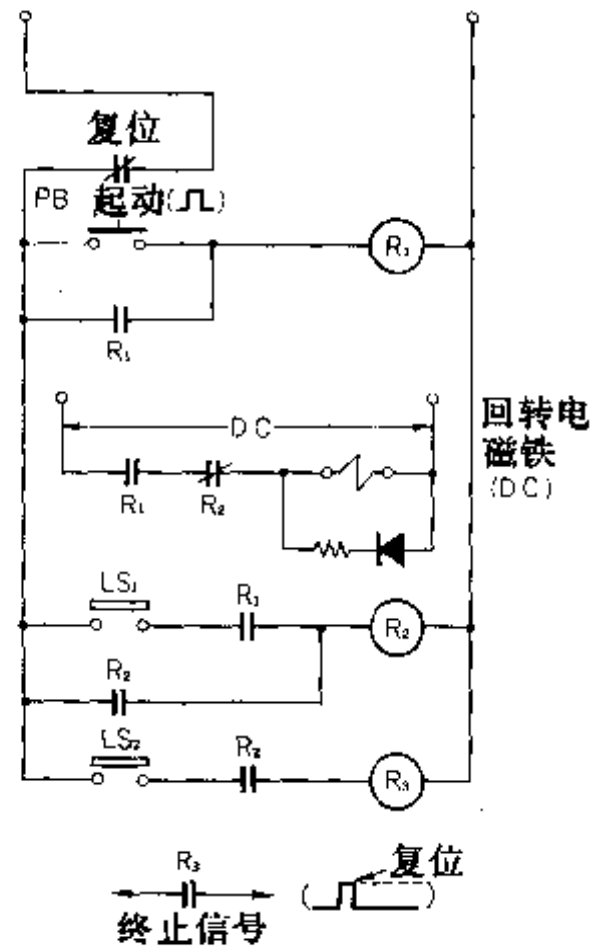 复位
PB 起动( )
R₁
R₁
DC
回转电
磁铁
(DC)
R₁ R₂
LS₁ R₁
R₂
R₂
LS₂ R₂
R₃
R₃ 复位
终止信号